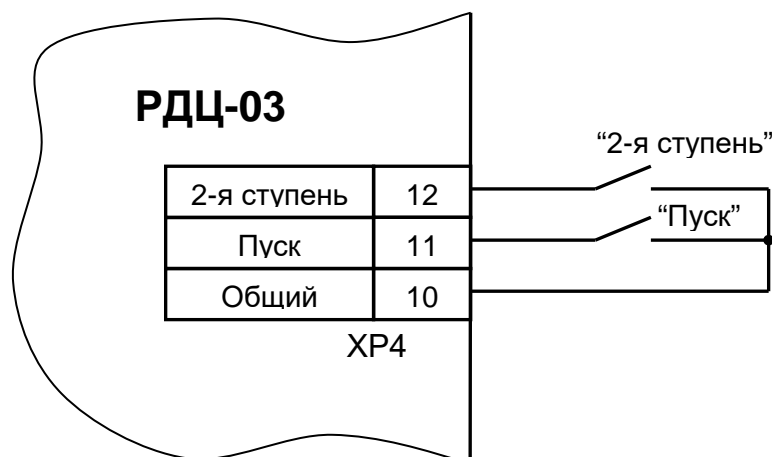 РДЦ-03
“2-я ступень”
2-я ступень 12
“Пуск”
Пуск 11
Общий 10
XP4